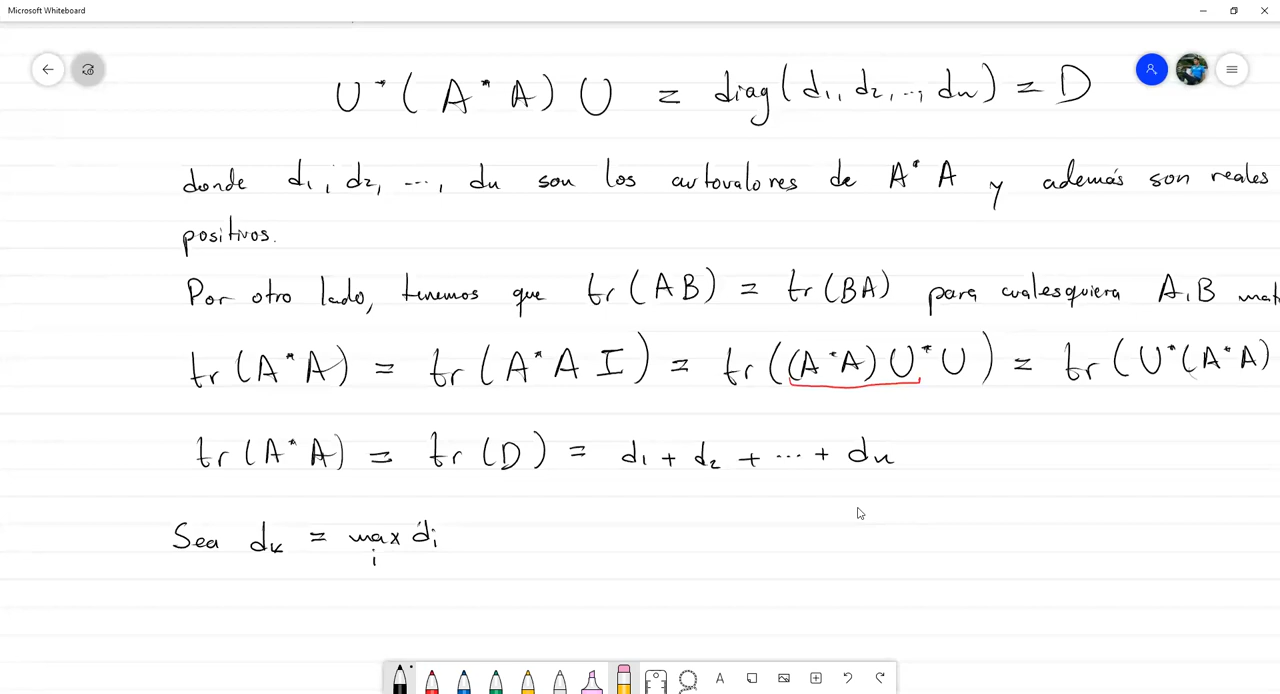 Microsoft Whiteboard
U*(A*A)U = diag(d1, d2, .., dn) = D
donde d1, d2, ..., dn son los autovalores de A*A y además son reales
positivos.
Por otro lado, tenemos que tr(AB) = tr(BA) para cualesquiera A,B mat
tr(A*A) = tr(A*A I) = tr((A*A)U*U) = tr(U*(A*A)
tr(A*A) = tr(D) = d1 + d2 + ... + dn
Sea dk = max di
i